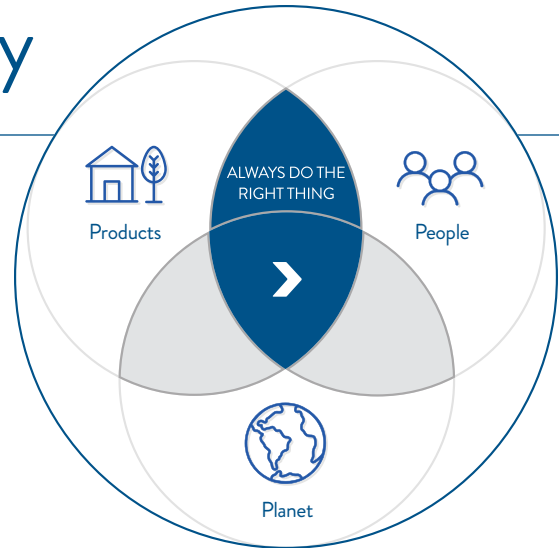 y
ALWAYS DO THE
RIGHT THING
Products
People
Planet